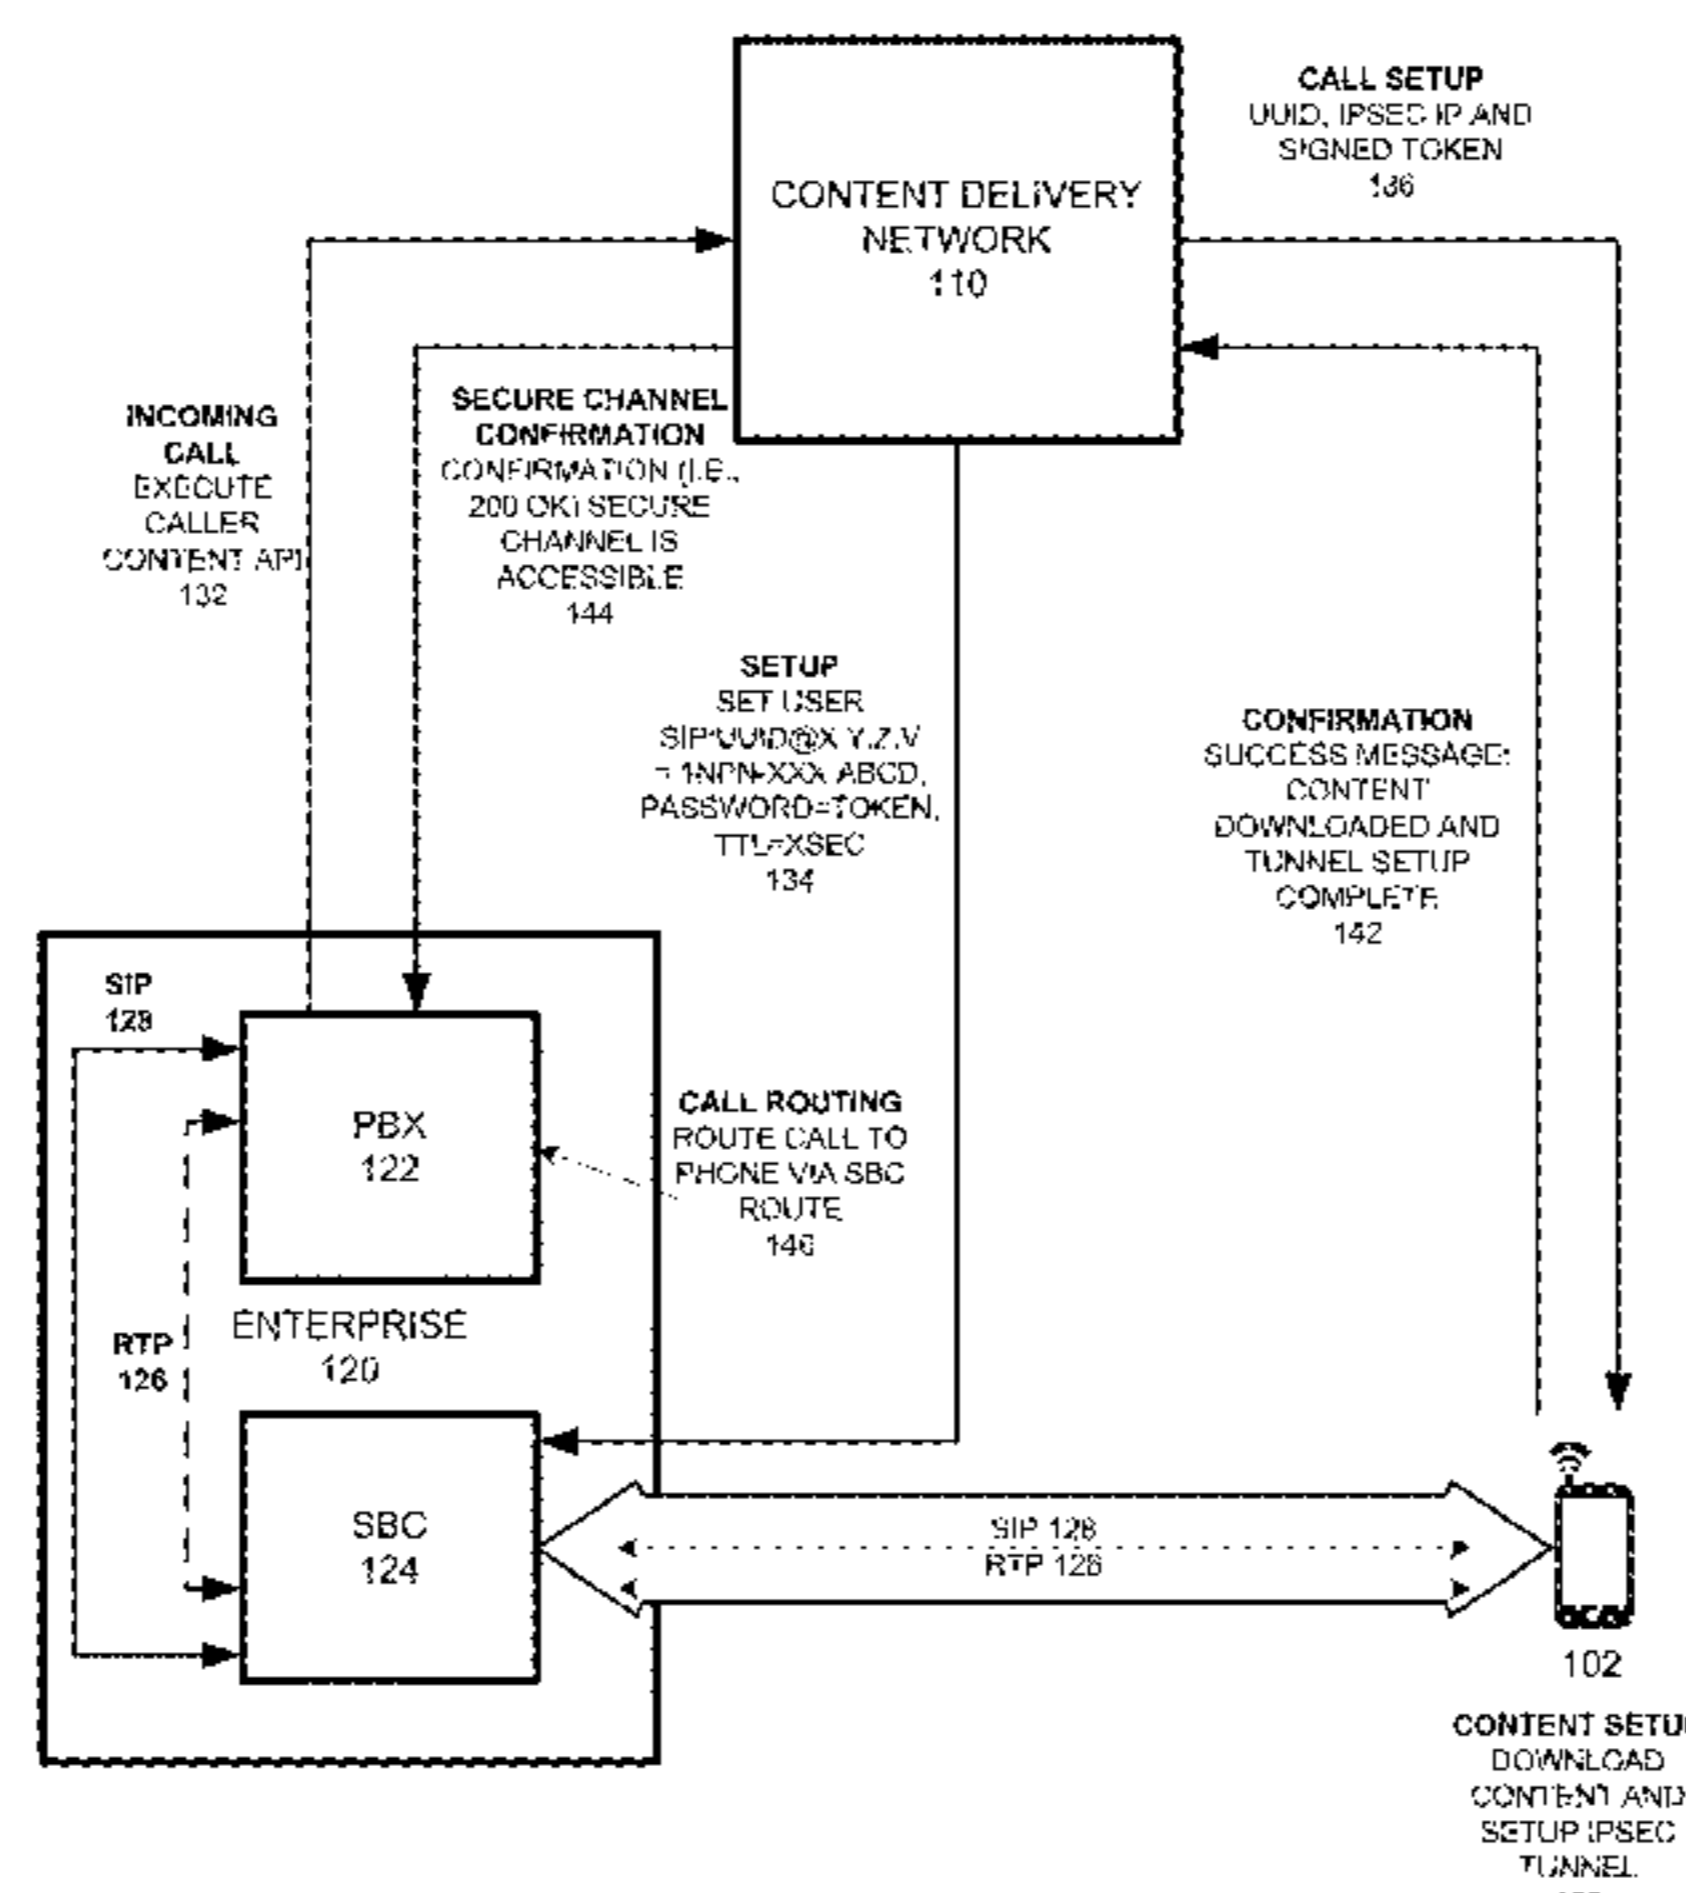 CALL SETUP
UUID, IPSEC IP AND
SIGNED TOKEN
136
CONTENT DELIVERY
NETWORK
110
INCOMING
CALL
EXECUTE
CALLER
CONTENT API
132
SECURE CHANNEL
CONFIRMATION
CONFIRMATION (I.E.,
200 OK) SECURE
CHANNEL IS
ACCESSIBLE
144
SETUP
SET USER
SIP:UUID@X.Y.Z.V
PASSWORD=TOKEN,
TTL=XSEC
134
CONFIRMATION
SUCCESS MESSAGE:
CONTENT
DOWNLOADED AND
TUNNEL SETUP
COMPLETE
142
SIP
128
PBX
122
CALL ROUTING
ROUTE CALL TO
PHONE VIA SBC
ROUTE
146
RTP
126
ENTERPRISE
120
SBC
124
SIP 128
RTP 126
102
CONTENT SETU
DOWNLOAD
CONTENT AND
SETUP IPSEC
TUNNEL